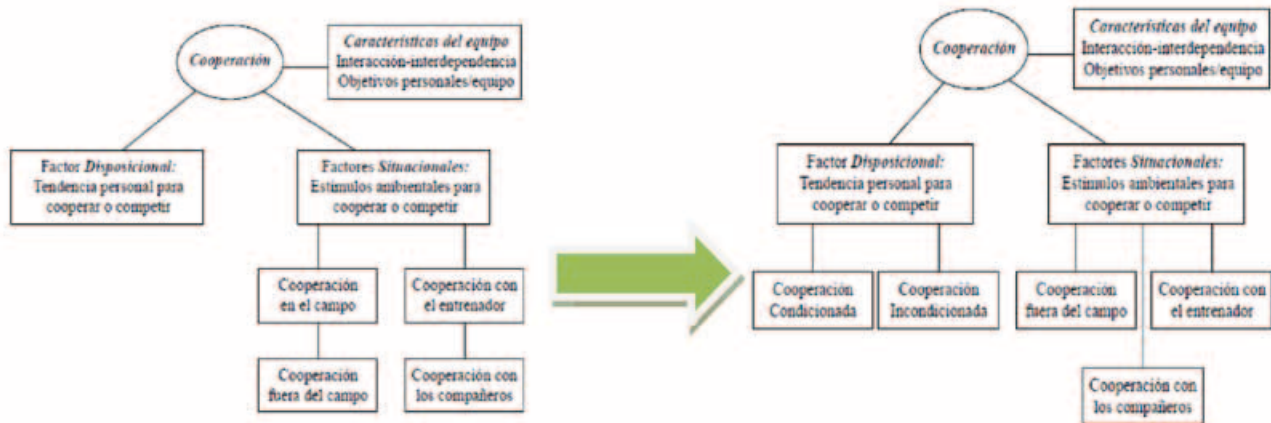 Cooperación
Características del equipo
Interacción-interdependencia
Objetivos personales/equipo
Factor Disposicional:
Tendencia personal para
cooperar o competir
Factores Situacionales:
Estímulos ambientales para
cooperar o competir
Cooperación
en el campo
Cooperación con
el entrenador
Cooperación
fuera del campo
Cooperación con
los compañeros
Cooperación
Características del equipo
Interacción-interdependencia
Objetivos personales/equipo
Factor Disposicional:
Tendencia personal para
cooperar o competir
Factores Situacionales:
Estímulos ambientales para
cooperar o competir
Cooperación
Condicionada
Cooperación
Incondicionada
Cooperación
fuera del campo
Cooperación con
el entrenador
Cooperación con
los compañeros